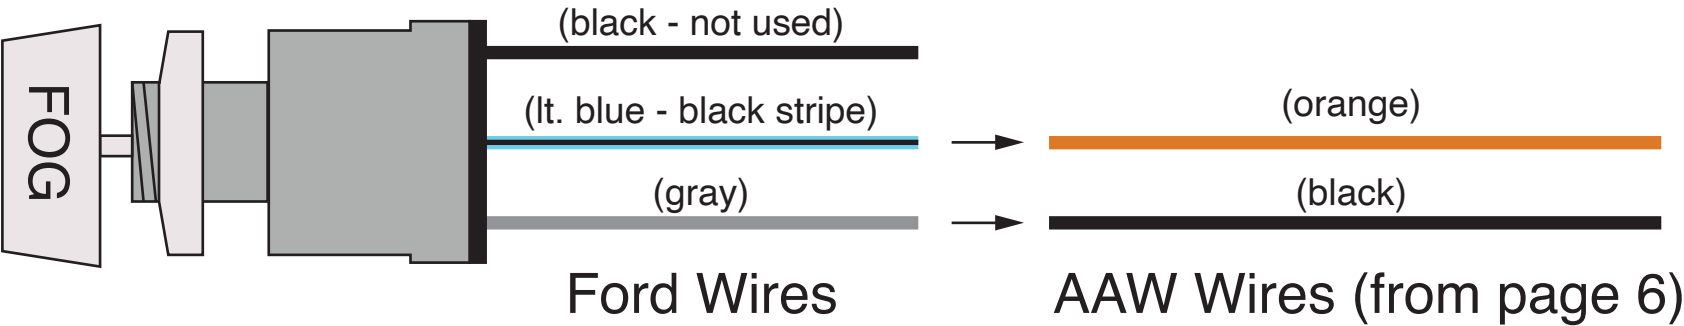 FOG
(black - not used)
(lt. blue - black stripe)
(orange)
(gray)
(black)
Ford Wires
AAW Wires (from page 6)